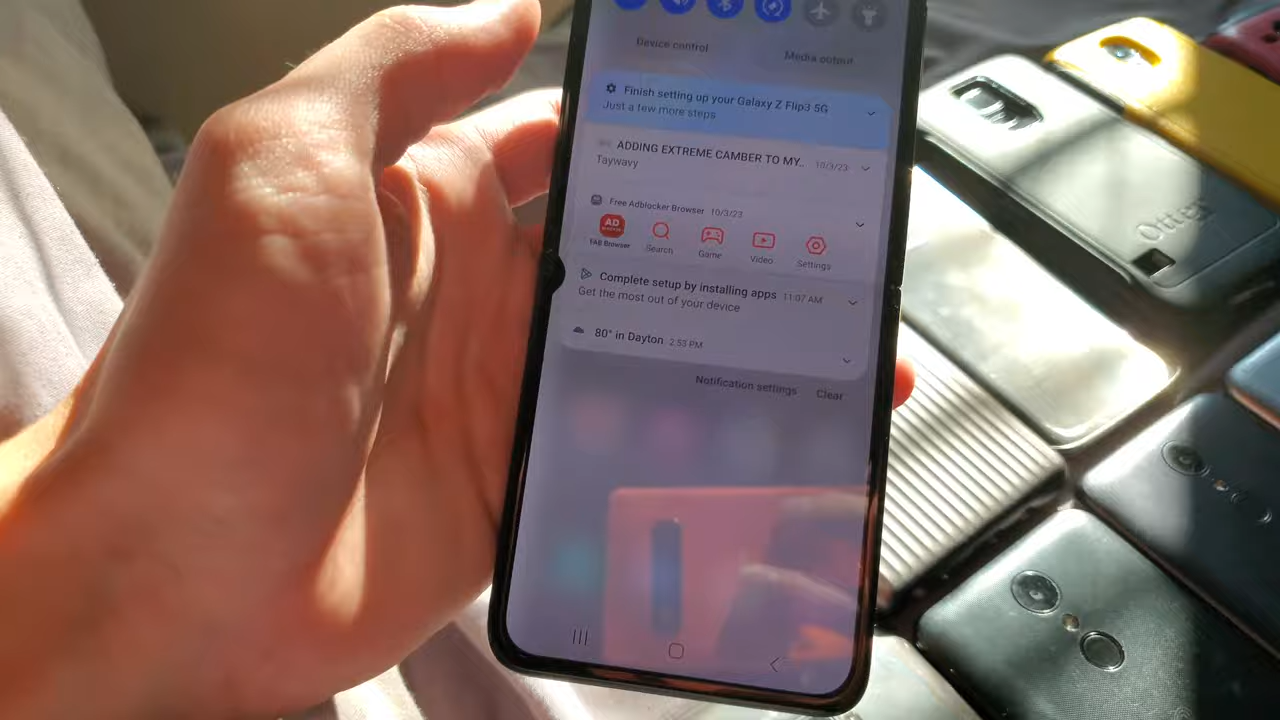 Device control
Media output
Finish setting up your Galaxy Z Flip3 5G
Just a few more steps
ADDING EXTREME CAMBER TO MY.. 10/3/23
Taywavy
Free Adblocker Browser 10/3/23
AD
FAB Browser
Search
Game
Video
Settings
Complete setup by installing apps 11:07 AM
Get the most out of your device
80° in Dayton 2:53 PM
Notification settings
Clear
Otter